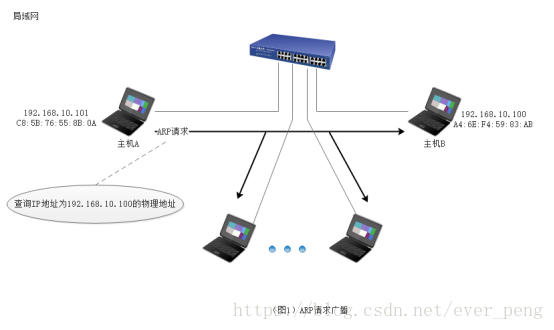 局域网
192.168.10.101
C8:5B:76:55:8B:0A
主机A
ARP请求
192.168.10.100
A4:6E:F4:59:83:AB
主机B
查询IP地址为192.168.10.100的物理地址
（图1）ARP请求广播
https://blog.csdn.net/ever_peng